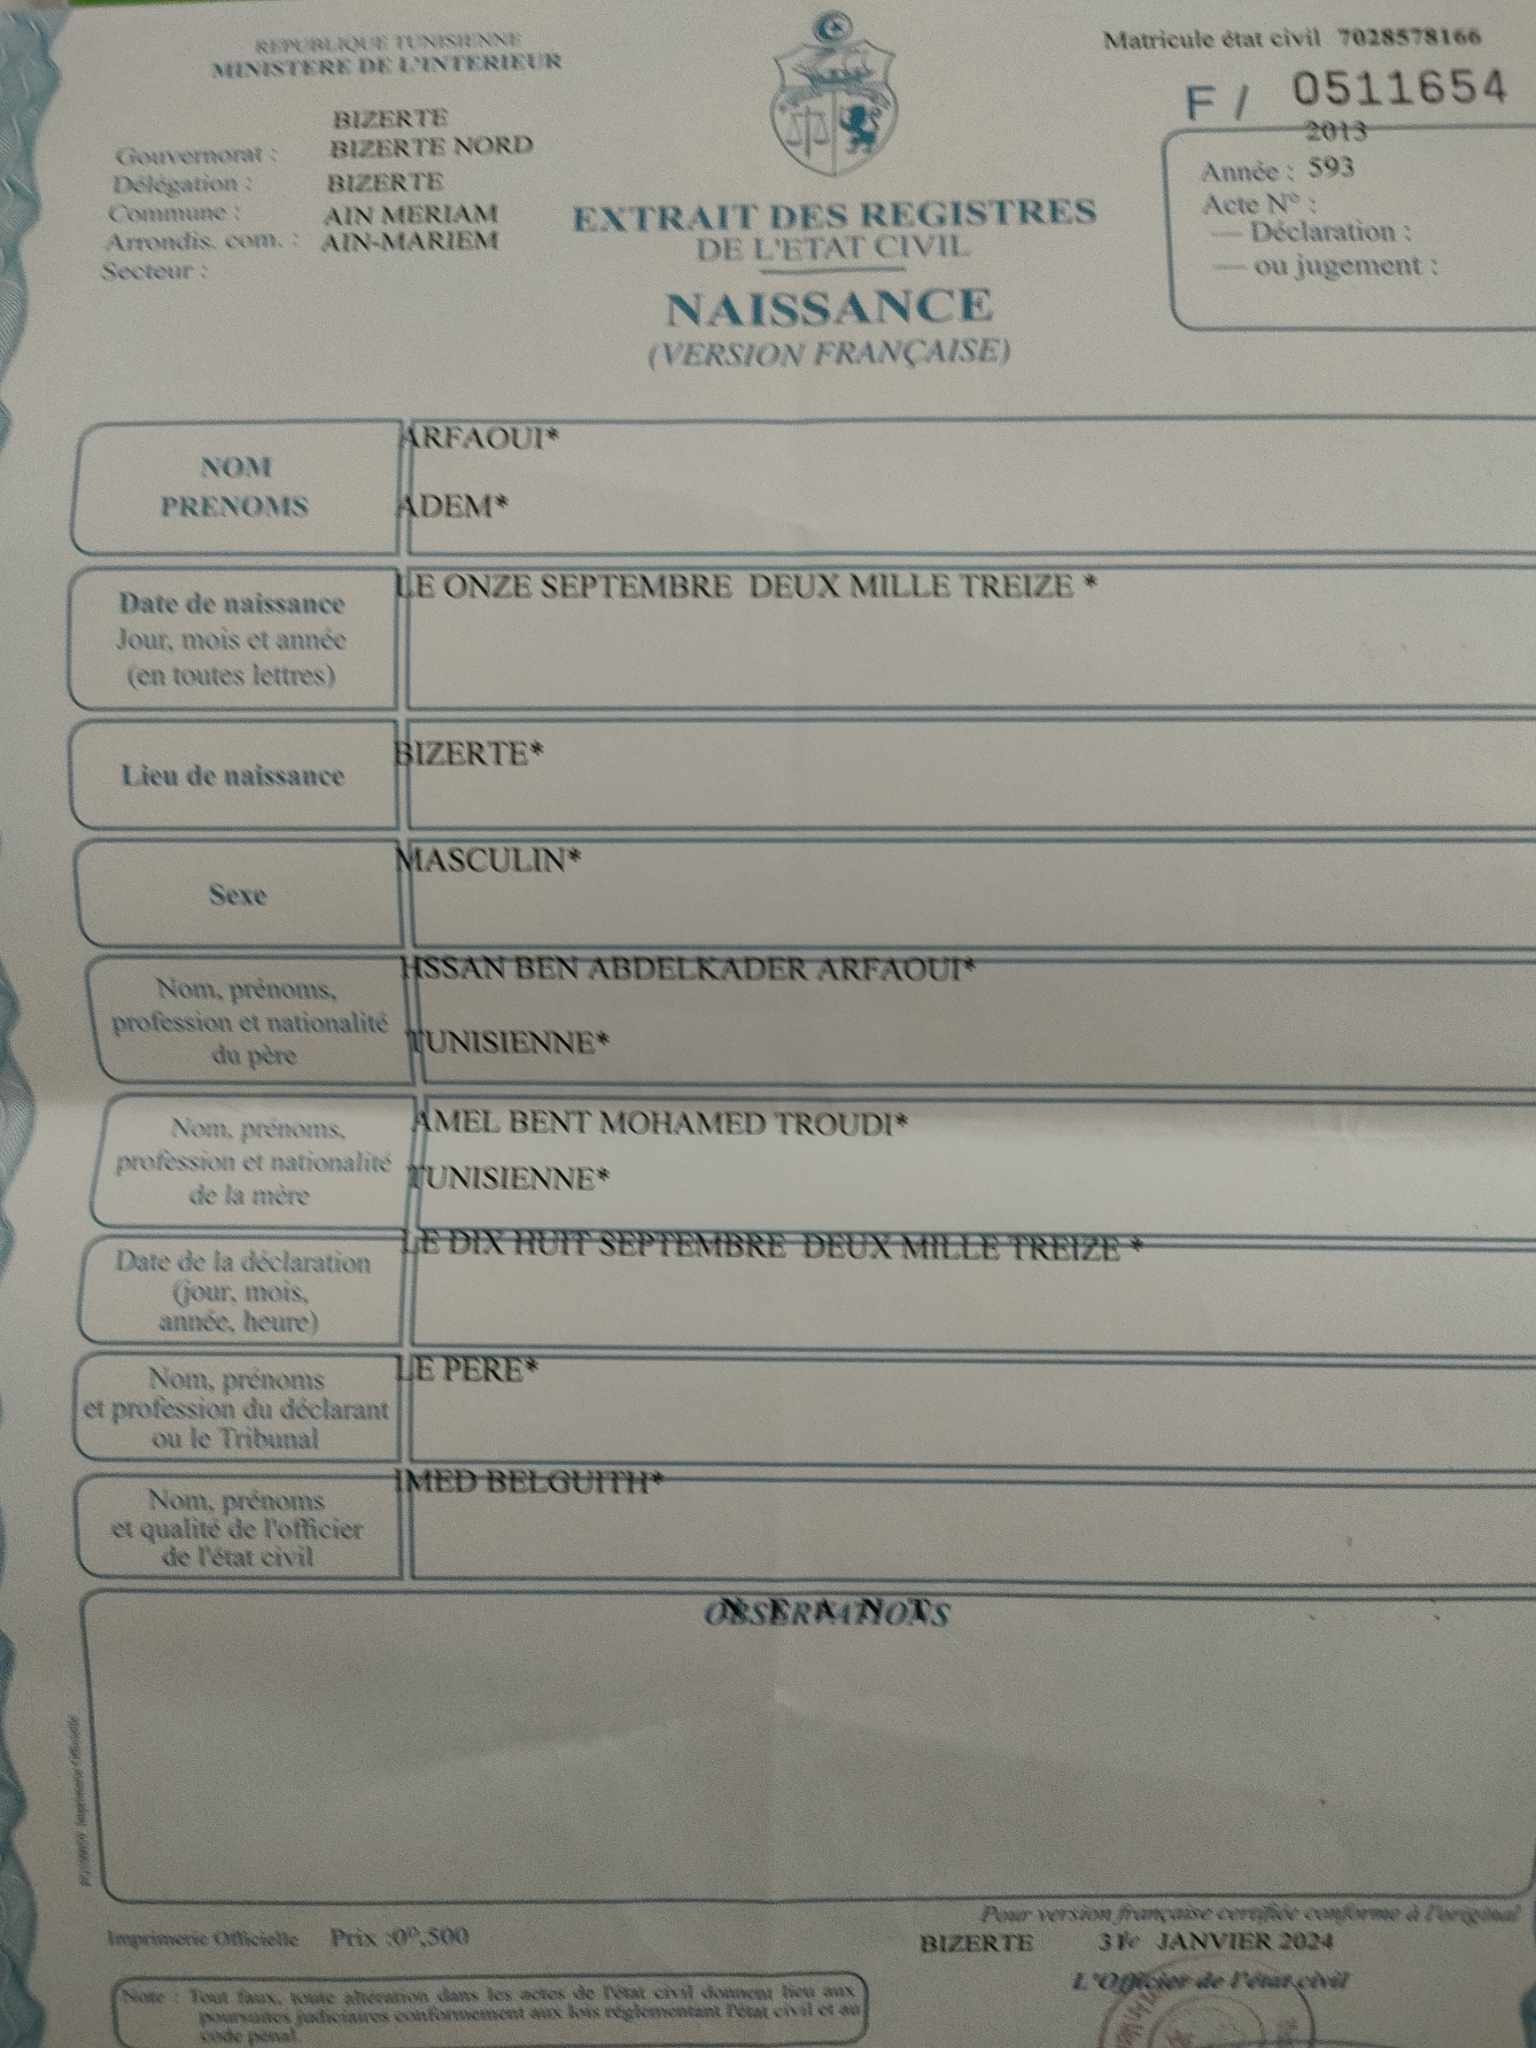 REPUBLIQUE TUNISIENNE
MINISTERE DE L'INTERIEUR
Matricule état civil 7028578166
F / 0511654
BIZERTE
Gouvernorat : BIZERTE NORD
Délégation : BIZERTE
Commune : AIN MERIAM
Arrondis. com. : AIN-MARIEM
Secteur :
EXTRAIT DES REGISTRES
DE L'ETAT CIVIL
NAISSANCE
(VERSION FRANÇAISE)
2013
Année : 593
Acte N° :
— Déclaration :
— ou jugement :
NOM
PRENOMS
ARFAOUI*
ADEM*
Date de naissance
Jour, mois et année
(en toutes lettres)
LE ONZE SEPTEMBRE DEUX MILLE TREIZE *
Lieu de naissance
BIZERTE*
Sexe
MASCULIN*
Nom, prénoms,
profession et nationalité
du père
HSSAN BEN ABDELKADER ARFAOUI*
TUNISIENNE*
Nom, prénoms,
profession et nationalité
de la mère
AMEL BENT MOHAMED TROUDI*
TUNISIENNE*
Date de la déclaration
(jour, mois,
année, heure)
LE DIX HUIT SEPTEMBRE DEUX MILLE TREIZE *
Nom, prénoms
et profession du déclarant
ou le Tribunal
LE PERE*
Nom, prénoms
et qualité de l'officier
de l'état civil
IMED BELGUITH*
OBSERVATIONS
N E A N T
Imprimerie Officielle
Imprimerie Officielle Prix :0ᴰ,500
Pour version française certifiée conforme à l'original
BIZERTE 31 le JANVIER 2024
L'Officier de l'état civil
Note : Tout faux, toute altération dans les actes de l'état civil donnent lieu aux
poursuites judiciaires conformement aux lois réglementant l'état civil et au
code pénal.